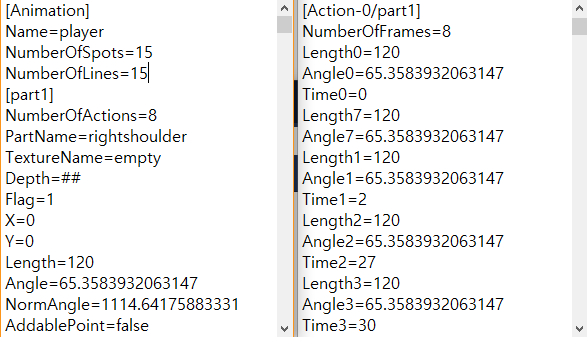 [Animation]
Name=player
NumberOfSpots=15
NumberOfLines=15
[part1]
NumberOfActions=8
PartName=rightshoulder
TextureName=empty
Depth=##
Flag=1
X=0
Y=0
Length=120
Angle=65.3583932063147
NormAngle=1114.64175883331
AddablePoint=false
[Action-0/part1]
NumberOfFrames=8
Length0=120
Angle0=65.3583932063147
Time0=0
Length7=120
Angle7=65.3583932063147
Length1=120
Angle1=65.3583932063147
Time1=2
Length2=120
Angle2=65.3583932063147
Time2=27
Length3=120
Angle3=65.3583932063147
Time3=30